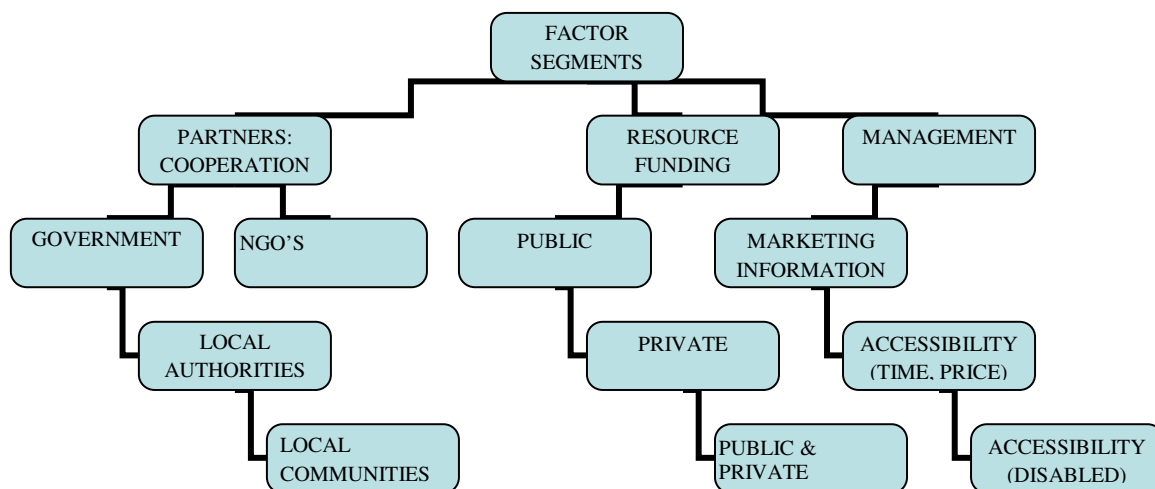 FACTOR
SEGMENTS
PARTNERS:
COOPERATION
RESOURCE
FUNDING
MANAGEMENT
GOVERNMENT
NGO’S
PUBLIC
MARKETING
INFORMATION
LOCAL
AUTHORITIES
PRIVATE
ACCESSIBILITY
(TIME, PRICE)
LOCAL
COMMUNITIES
PUBLIC &
PRIVATE
ACCESSIBILITY
(DISABLED)